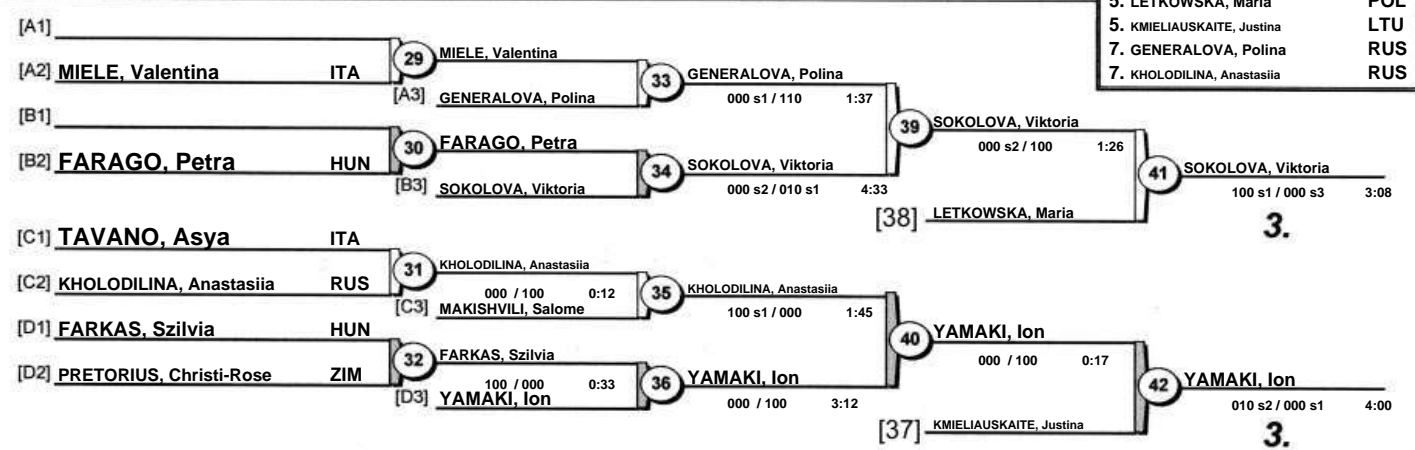 5. LETKOWSKA, Maria POL
5. KMIELIAUSKAITE, Justina LTU
7. GENERALOVA, Polina RUS
7. KHOLODILINA, Anastasiia RUS
[A1]
[A2] MIELE, Valentina ITA
29
MIELE, Valentina
[A3] GENERALOVA, Polina
33
GENERALOVA, Polina
000 s1 / 110 1:37
[B1]
[B2] FARAGO, Petra HUN
30
FARAGO, Petra
[B3] SOKOLOVA, Viktoria
34
SOKOLOVA, Viktoria
000 s2 / 010 s1 4:33
39
SOKOLOVA, Viktoria
000 s2 / 100 1:26
[38] LETKOWSKA, Maria
41
SOKOLOVA, Viktoria
100 s1 / 000 s3 3:08
3.
[C1] TAVANO, Asya ITA
[C2] KHOLODILINA, Anastasiia RUS
31
KHOLODILINA, Anastasiia
000 / 100 0:12
[C3] MAKISHVILI, Salome
35
KHOLODILINA, Anastasiia
100 s1 / 000 1:45
[D1] FARKAS, Szilvia HUN
[D2] PRETORIUS, Christi-Rose ZIM
32
FARKAS, Szilvia
100 / 000 0:33
[D3] YAMAKI, Ion
36
YAMAKI, Ion
000 / 100 3:12
40
YAMAKI, Ion
000 / 100 0:17
[37] KMIELIAUSKAITE, Justina
42
YAMAKI, Ion
010 s2 / 000 s1 4:00
3.